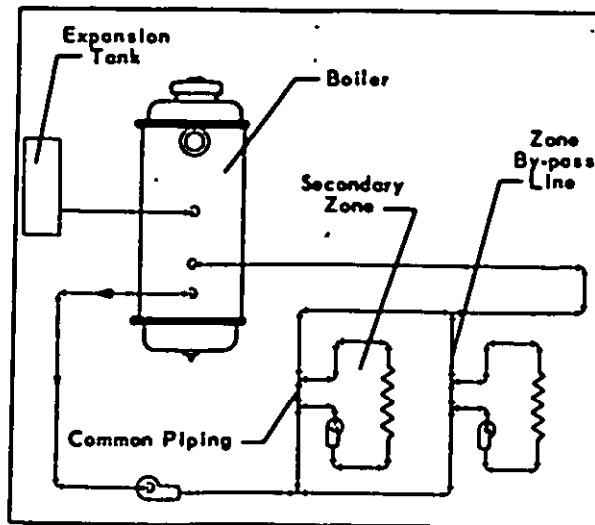 Expansion
Tank
Boiler
Zone
By-pass
Line
Secondary
Zone
Common Piping